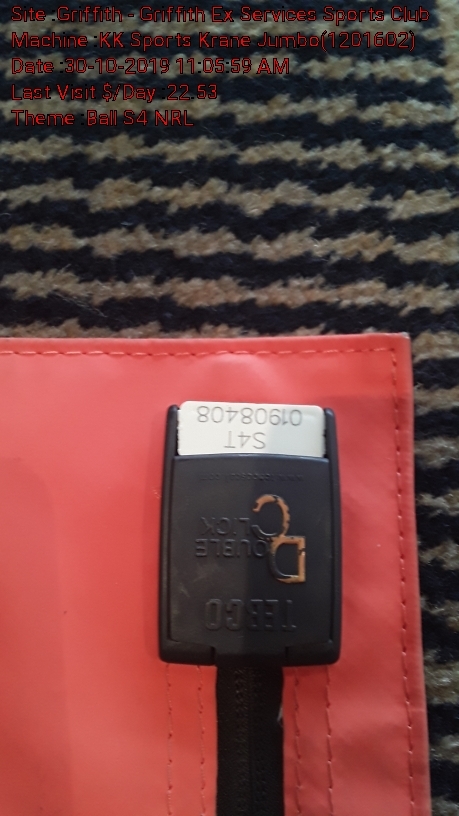 Site :Griffith - Griffith Ex Services Sports Club
Machine :KK Sports Krane Jumbo(1201602)
Date :30-10-2019 11:05:59 AM
Last Visit $/Day :22.53
Theme :Ball S4 NRL
TEBCO
DOUBLE
CLICK
S4T
01908408